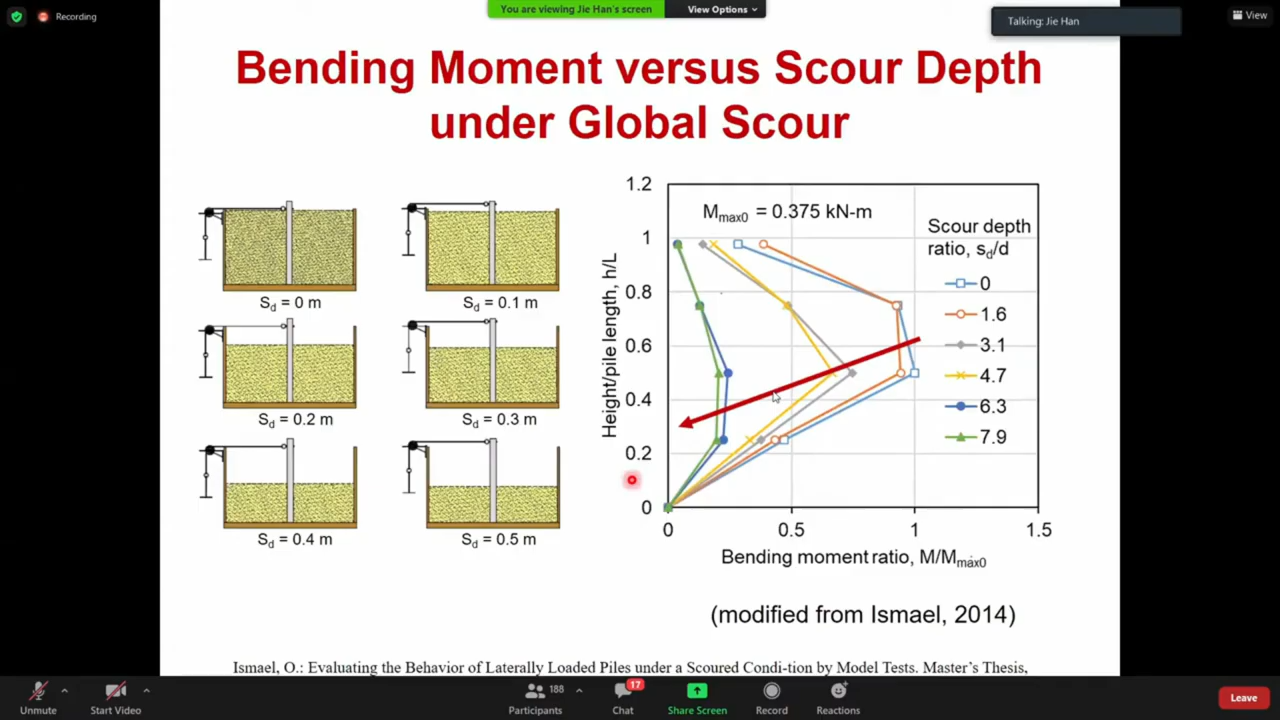 Recording
You are viewing Jie Han's screen
View Options
Talking: Jie Han
View
Bending Moment versus Scour Depth
under Global Scour
Sd = 0 m
Sd = 0.1 m
Sd = 0.2 m
Sd = 0.3 m
Sd = 0.4 m
Sd = 0.5 m
Mmax0 = 0.375 kN-m
Height/pile length, h/L
1.2
1
0.8
0.6
0.4
0.2
0
0
0.5
1
1.5
Bending moment ratio, M/Mmax0
Scour depth
ratio, sd/d
0
1.6
3.1
4.7
6.3
7.9
(modified from Ismael, 2014)
Ismael, O.: Evaluating the Behavior of Laterally Loaded Piles under a Scoured Condi-tion by Model Tests. Master's Thesis,
Unmute
Start Video
188
Participants
17
Chat
Share Screen
Record
Reactions
Leave